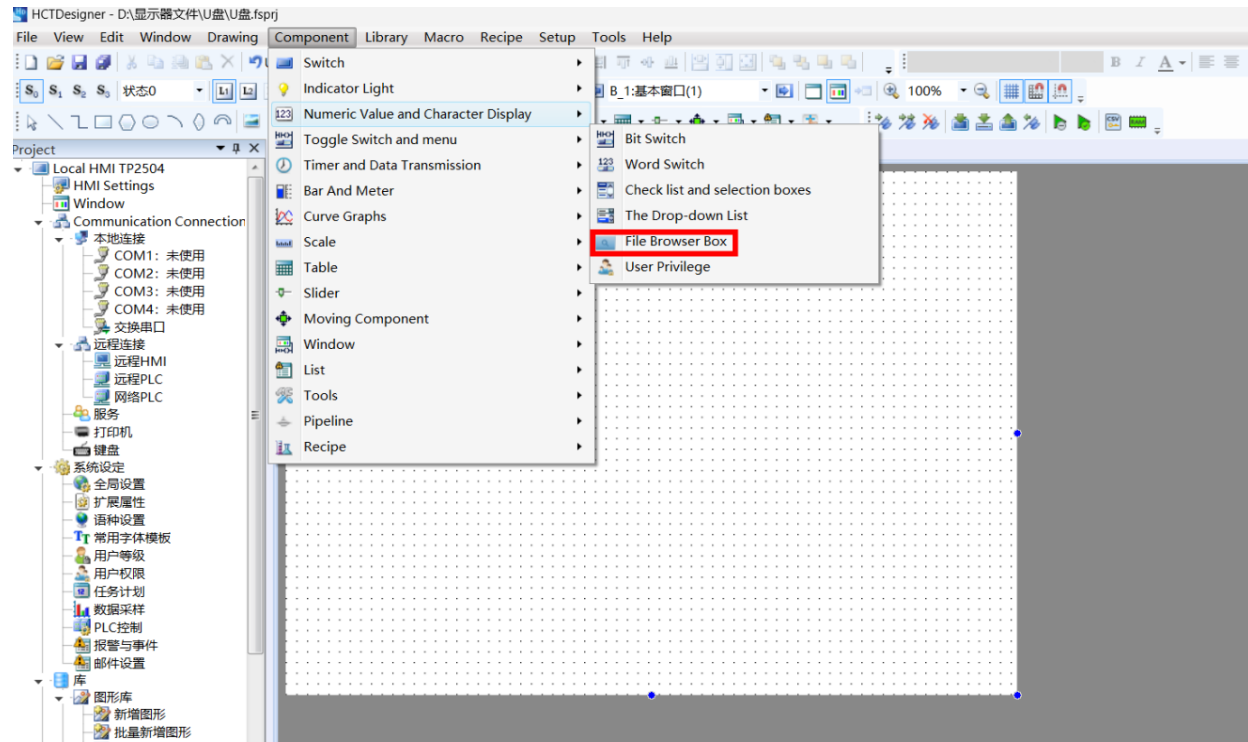 HCTDesigner - D:\显示器文件\U盘\U盘.fsprj
File View Edit Window Drawing Component Library Macro Recipe Setup Tools Help
S₀ S₁ S₂ S₃ 状态0 L1 L2 B_1:基本窗口(1) 100%
B I A
Project
Local HMI TP2504
HMI Settings
Window
Communication Connection
本地连接
COM1: 未使用
COM2: 未使用
COM3: 未使用
COM4: 未使用
交换串口
远程连接
远程HMI
远程PLC
网络PLC
服务
打印机
键盘
系统设定
全局设置
扩展属性
语种设置
常用字体模板
用户等级
用户权限
任务计划
数据采样
PLC控制
报警与事件
邮件设置
库
图形库
新增图形
批量新增图形
Switch
Indicator Light
Numeric Value and Character Display
Toggle Switch and menu
Timer and Data Transmission
Bar And Meter
Curve Graphs
Scale
Table
Slider
Moving Component
Window
List
Tools
Pipeline
Recipe
Bit Switch
Word Switch
Check list and selection boxes
The Drop-down List
File Browser Box
User Privilege